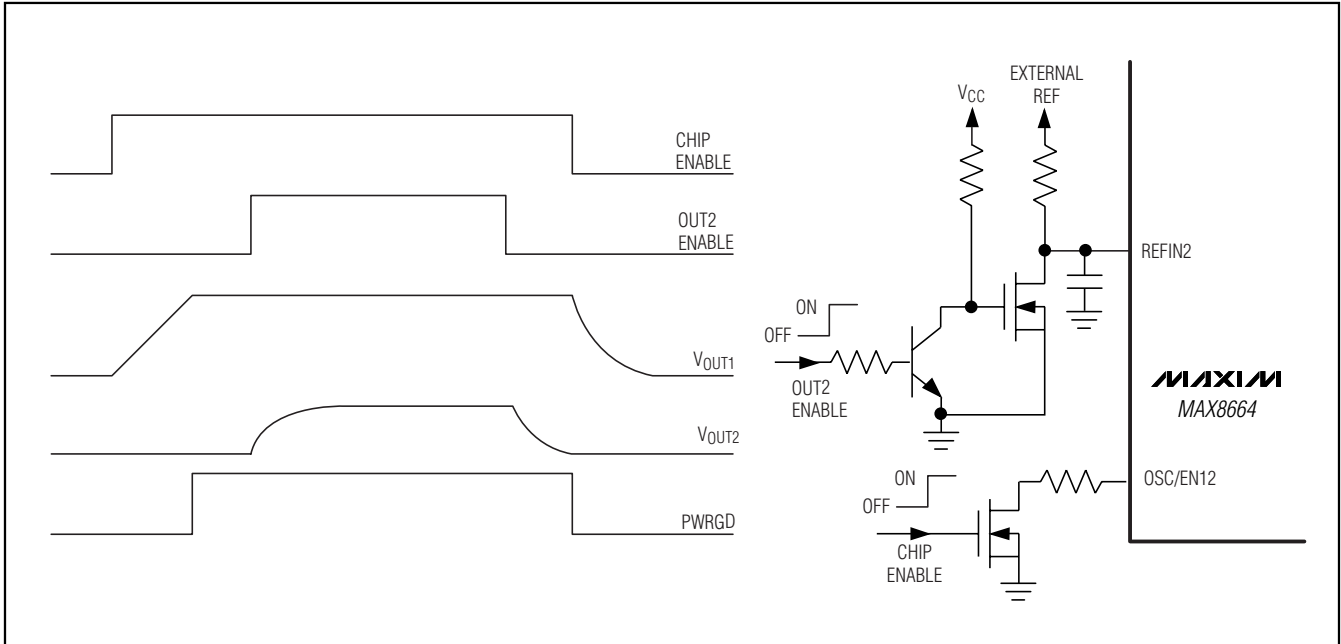 CHIP
ENABLE
OUT2
ENABLE
VOUT1
VOUT2
PWRGD
VCC
EXTERNAL
REF
REFIN2
ON
OFF
OUT2
ENABLE
MAXIM
MAX8664
OSC/EN12
ON
OFF
CHIP
ENABLE